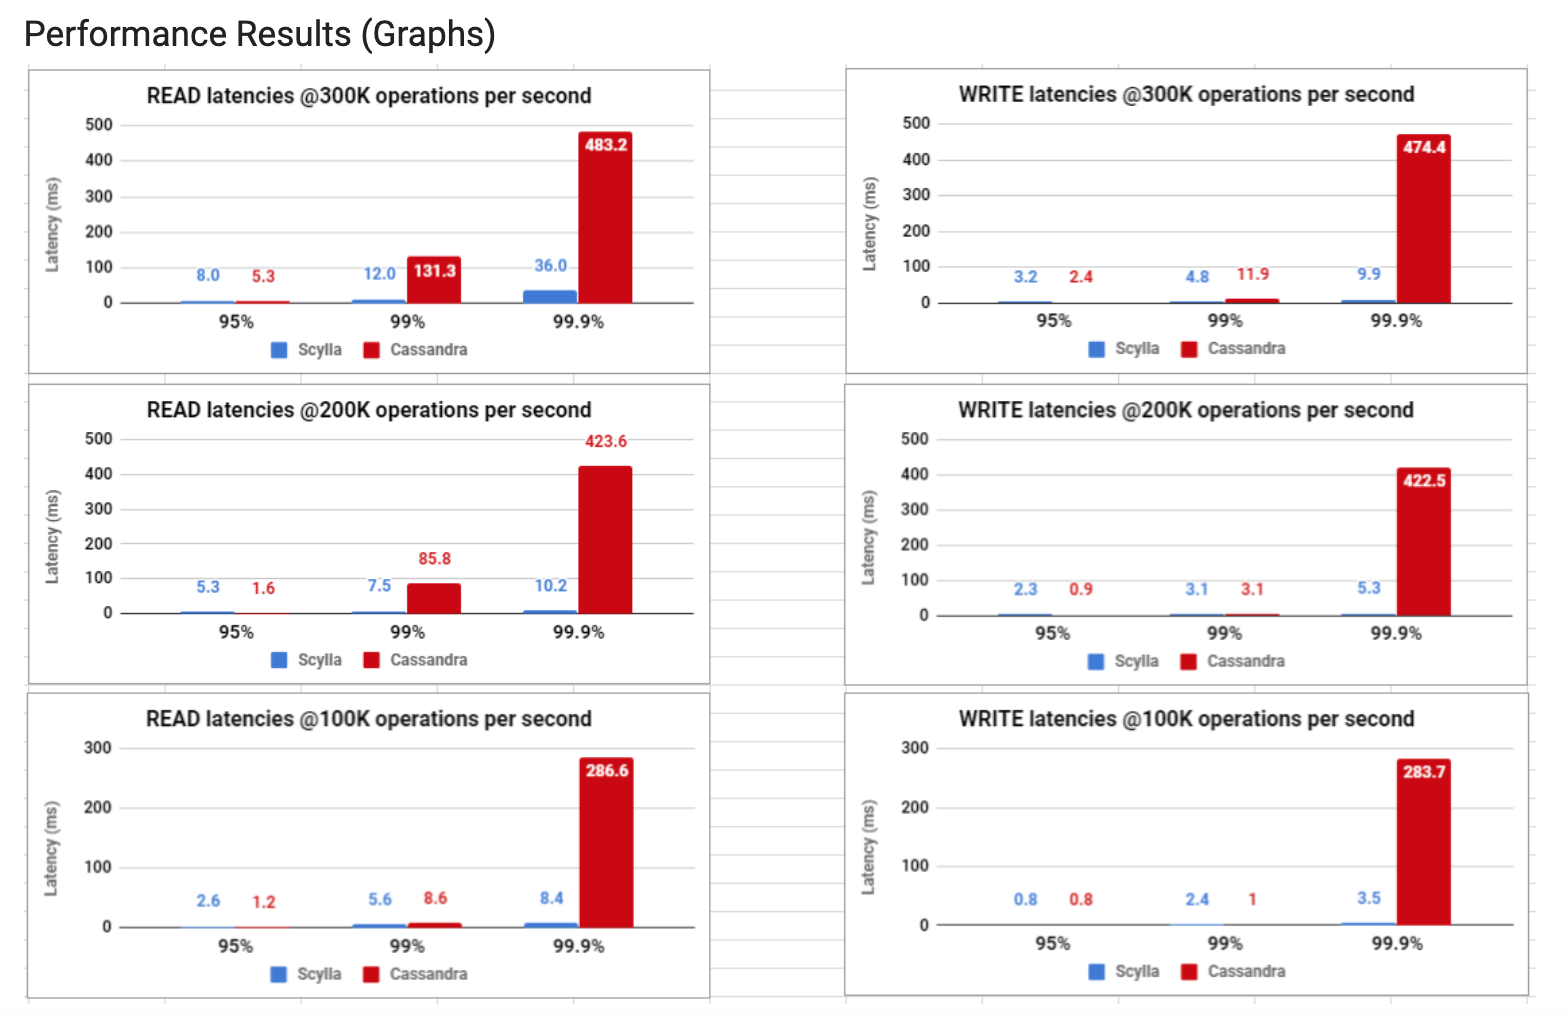 Performance Results (Graphs)
READ latencies @300K operations per second
Latency (ms)
500
400
300
200
100
0
8.0 5.3 12.0 131.3 36.0 483.2
95% 99% 99.9%
Scylla Cassandra
WRITE latencies @300K operations per second
Latency (ms)
500
400
300
200
100
0
3.2 2.4 4.8 11.9 9.9 474.4
95% 99% 99.9%
Scylla Cassandra
READ latencies @200K operations per second
Latency (ms)
500
400
300
200
100
0
5.3 1.6 7.5 85.8 10.2 423.6
95% 99% 99.9%
Scylla Cassandra
WRITE latencies @200K operations per second
Latency (ms)
500
400
300
200
100
0
2.3 0.9 3.1 3.1 5.3 422.5
95% 99% 99.9%
Scylla Cassandra
READ latencies @100K operations per second
Latency (ms)
300
200
100
0
2.6 1.2 5.6 8.6 8.4 286.6
95% 99% 99.9%
Scylla Cassandra
WRITE latencies @100K operations per second
Latency (ms)
300
200
100
0
0.8 0.8 2.4 1 3.5 283.7
95% 99% 99.9%
Scylla Cassandra